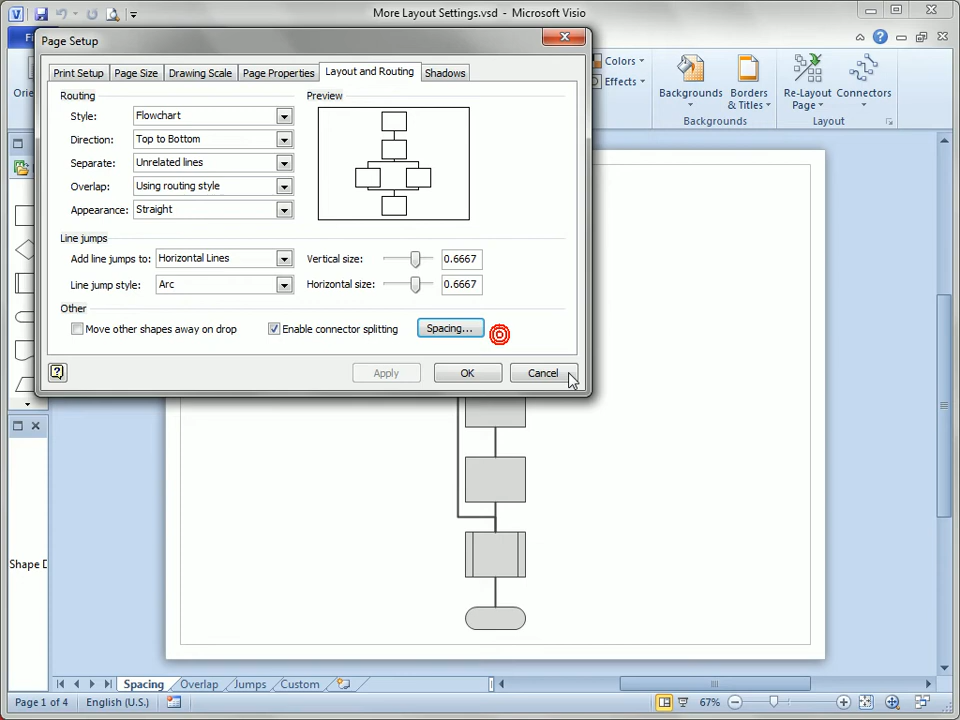 More Layout Settings.vsd - Microsoft Visio
Page Setup
Print Setup
Page Size
Drawing Scale
Page Properties
Layout and Routing
Shadows
Routing
Style:
Flowchart
Direction:
Top to Bottom
Separate:
Unrelated lines
Overlap:
Using routing style
Appearance:
Straight
Preview
Line jumps
Add line jumps to:
Horizontal Lines
Vertical size:
0.6667
Line jump style:
Arc
Horizontal size:
0.6667
Other
Move other shapes away on drop
Enable connector splitting
Spacing...
Apply
OK
Cancel
Colors
Effects
Backgrounds
Borders
& Titles
Backgrounds
Re-Layout
Page
Connectors
Layout
Spacing
Overlap
Jumps
Custom
Page 1 of 4
English (U.S.)
67%